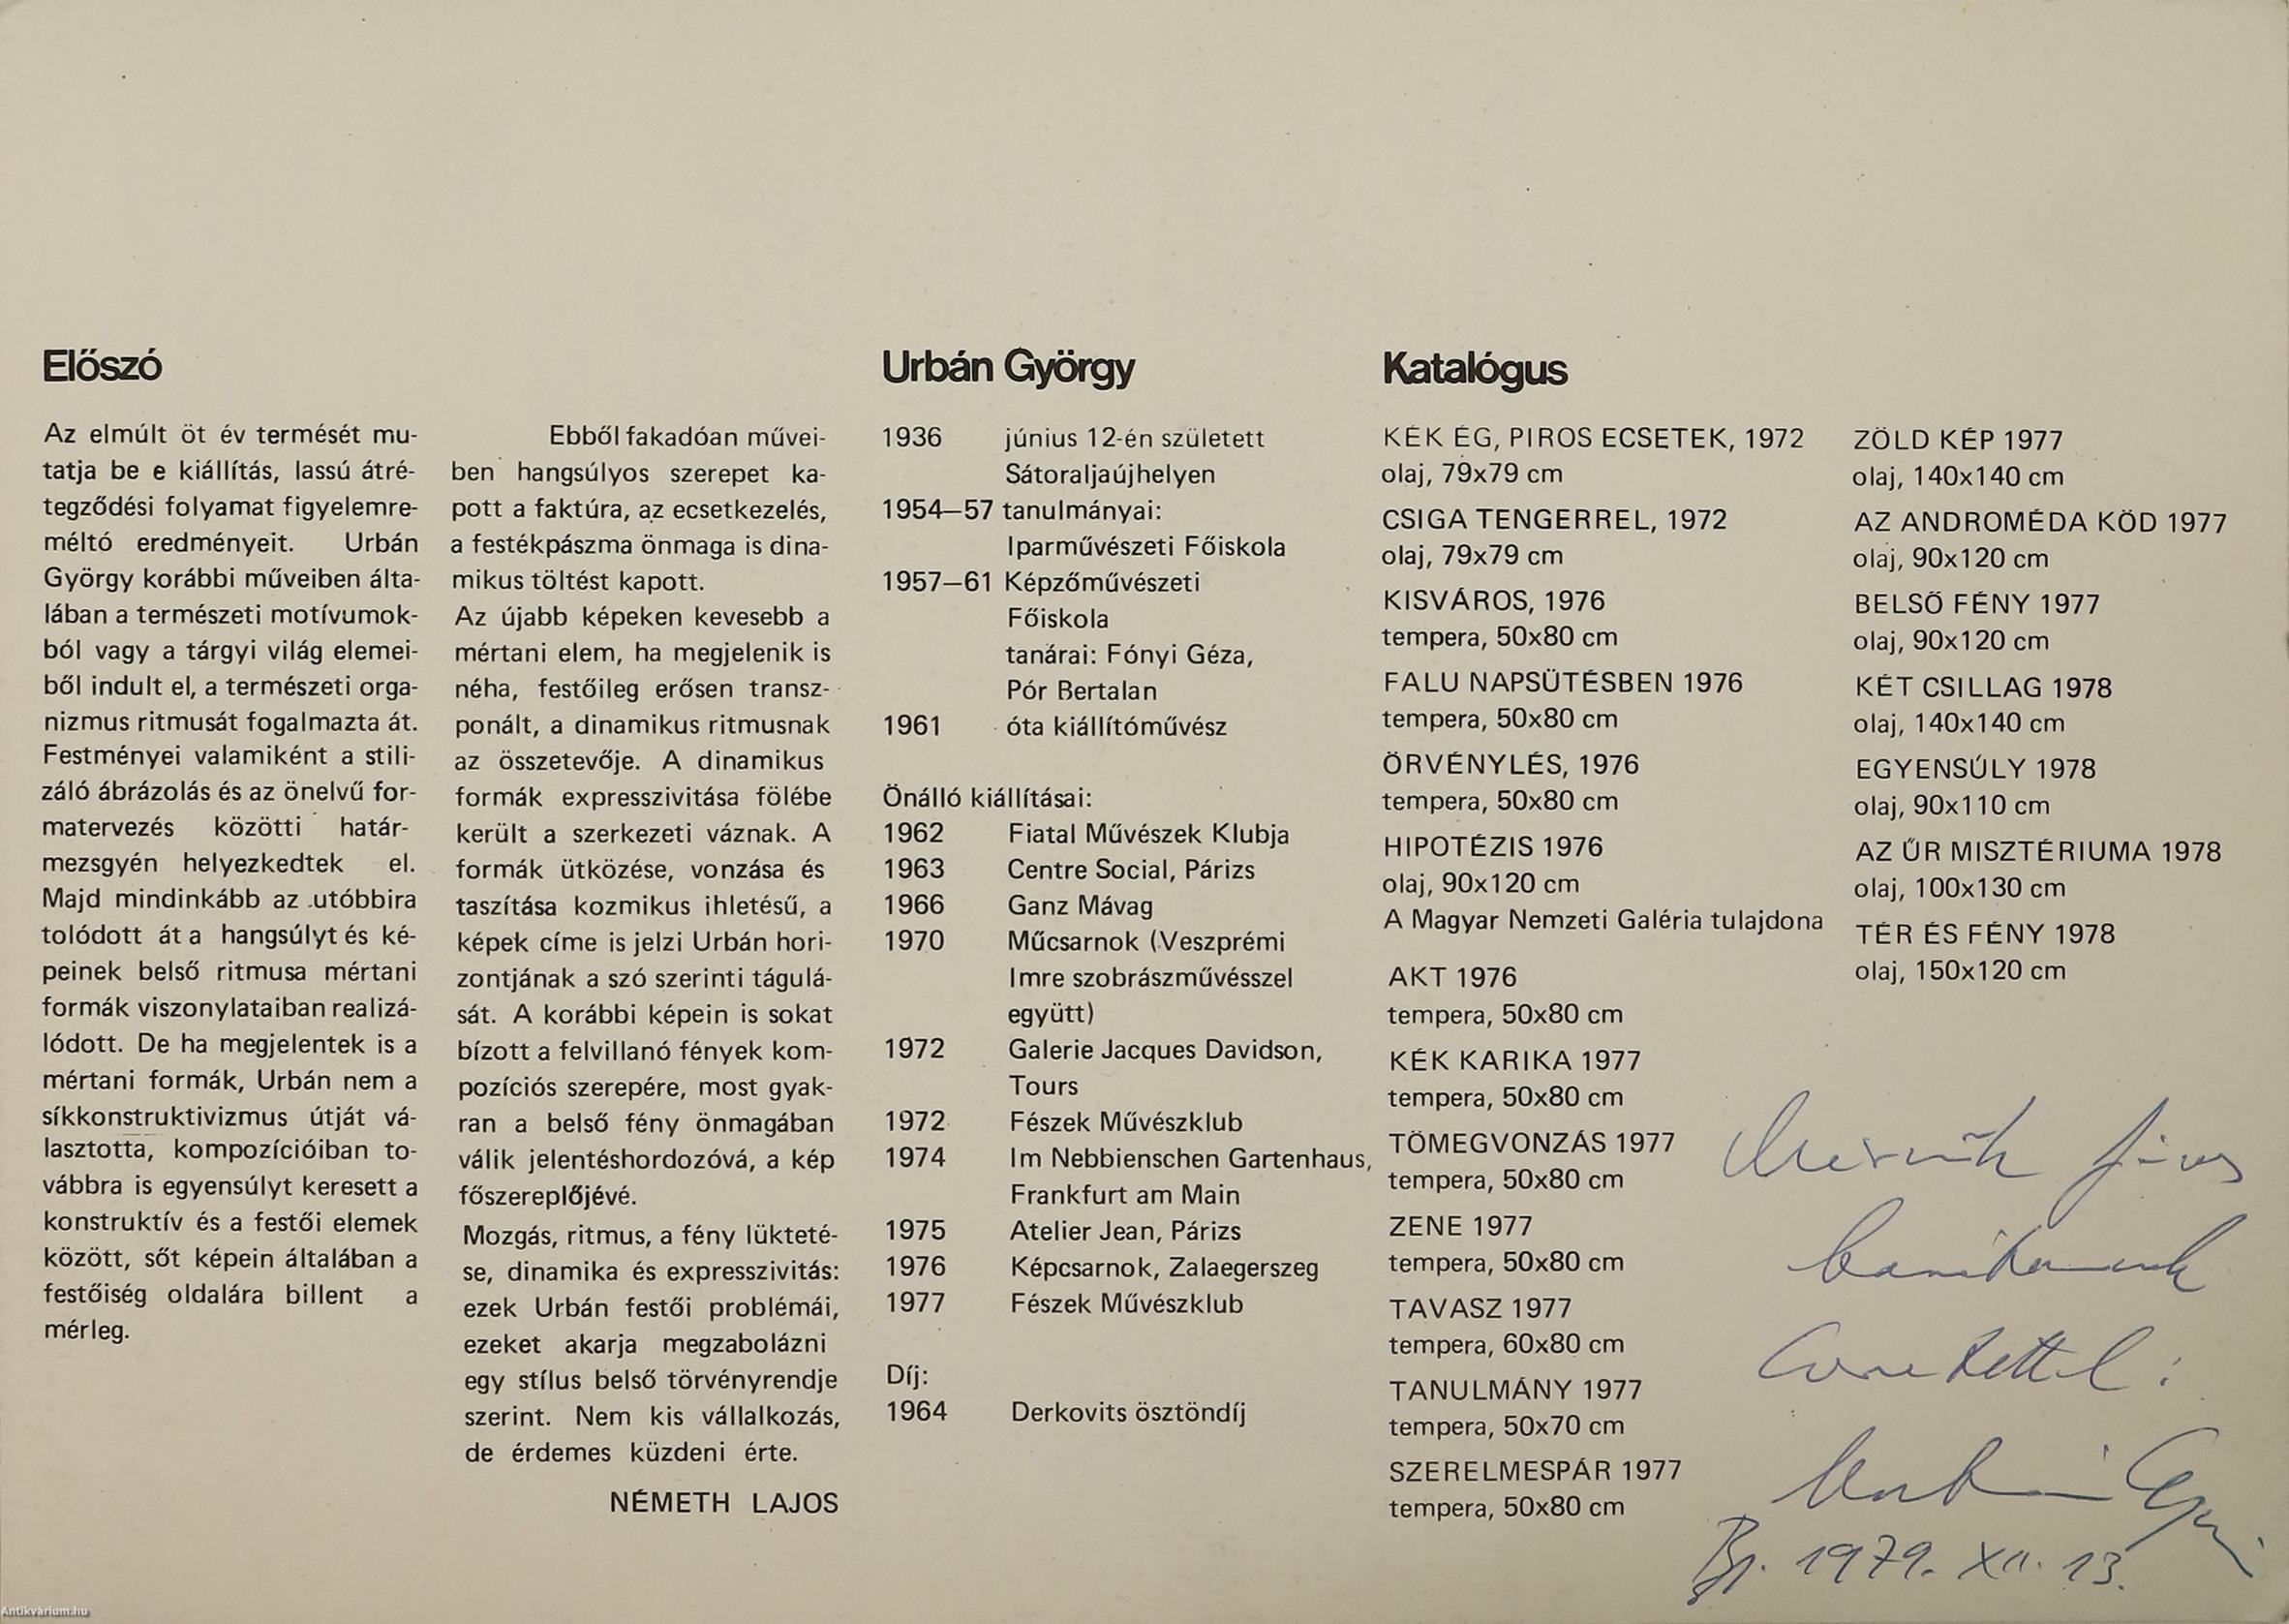 Előszó
Az elmúlt öt év termését mu-
tatja be e kiállítás, lassú átré-
tegződési folyamat figyelemre-
méltó eredményeit. Urbán
György korábbi műveiben álta-
lában a természeti motívumok-
ból vagy a tárgyi világ elemei-
ből indult el, a természeti orga-
nizmus ritmusát fogalmazta át.
Festményei valamiként a stili-
záló ábrázolás és az önelvű for-
matervezés közötti határ-
mezsgyén helyezkedtek el.
Majd mindinkább az utóbbira
tolódott át a hangsúlyt és ké-
peinek belső ritmusa mértani
formák viszonylataiban realizá-
lódott. De ha megjelentek is a
mértani formák, Urbán nem a
síkkonstruktivizmus útját vá-
lasztotta, kompozícióiban to-
vábbra is egyensúlyt keresett a
konstruktív és a festői elemek
között, sőt képein általában a
festőiség oldalára billent a
mérleg.
Ebből fakadóan művei-
ben hangsúlyos szerepet ka-
pott a faktúra, az ecsetkezelés,
a festékpászma önmaga is dina-
mikus töltést kapott.
Az újabb képeken kevesebb a
mértani elem, ha megjelenik is
néha, festőileg erősen transz-
ponált, a dinamikus ritmusnak
az összetevője. A dinamikus
formák expresszivitása fölébe
került a szerkezeti váznak. A
formák ütközése, vonzása és
taszítása kozmikus ihletésű, a
képek címe is jelzi Urbán hori-
zontjának a szó szerinti tágulá-
sát. A korábbi képein is sokat
bízott a felvillanó fények kom-
pozíciós szerepére, most gyak-
ran a belső fény önmagában
válik jelentéshordozóvá, a kép
főszereplőjévé.
Mozgás, ritmus, a fény lükteté-
se, dinamika és expresszivitás:
ezek Urbán festői problémái,
ezeket akarja megzabolázni
egy stílus belső törvényrendje
szerint. Nem kis vállalkozás,
de érdemes küzdeni érte.
NÉMETH LAJOS
Urbán György
1936 június 12-én született
Sátoraljaújhelyen
1954–57 tanulmányai:
Iparművészeti Főiskola
1957–61 Képzőművészeti
Főiskola
tanárai: Fónyi Géza,
Pór Bertalan
1961 óta kiállítóművész
Önálló kiállításai:
1962 Fiatal Művészek Klubja
1963 Centre Social, Párizs
1966 Ganz Mávag
1970 Műcsarnok (Veszprémi
Imre szobrászművésszel
együtt)
1972 Galerie Jacques Davidson,
Tours
1972 Fészek Művészklub
1974 Im Nebbienschen Gartenhaus,
Frankfurt am Main
1975 Atelier Jean, Párizs
1976 Képcsarnok, Zalaegerszeg
1977 Fészek Művészklub
Díj:
1964 Derkovits ösztöndíj
Katalógus
KÉK ÉG, PIROS ECSETEK, 1972
olaj, 79x79 cm
CSIGA TENGERREL, 1972
olaj, 79x79 cm
KISVÁROS, 1976
tempera, 50x80 cm
FALU NAPSÜTÉSBEN 1976
tempera, 50x80 cm
ÖRVÉNYLÉS, 1976
tempera, 50x80 cm
HIPOTÉZIS 1976
olaj, 90x120 cm
A Magyar Nemzeti Galéria tulajdona
AKT 1976
tempera, 50x80 cm
KÉK KARIKA 1977
tempera, 50x80 cm
TÖMEGVONZÁS 1977
tempera, 50x80 cm
ZENE 1977
tempera, 50x80 cm
TAVASZ 1977
tempera, 60x80 cm
TANULMÁNY 1977
tempera, 50x70 cm
SZERELMESPÁR 1977
tempera, 50x80 cm
ZÖLD KÉP 1977
olaj, 140x140 cm
AZ ANDROMÉDA KÖD 1977
olaj, 90x120 cm
BELSŐ FÉNY 1977
olaj, 90x120 cm
KÉT CSILLAG 1978
olaj, 140x140 cm
EGYENSÚLY 1978
olaj, 90x110 cm
AZ ŰR MISZTÉRIUMA 1978
olaj, 100x130 cm
TÉR ÉS FÉNY 1978
olaj, 150x120 cm
János
barátomnak
szeretettel:
Urbán Gyuri
Bp. 1979. XII. 13.
Antikvárium.hu